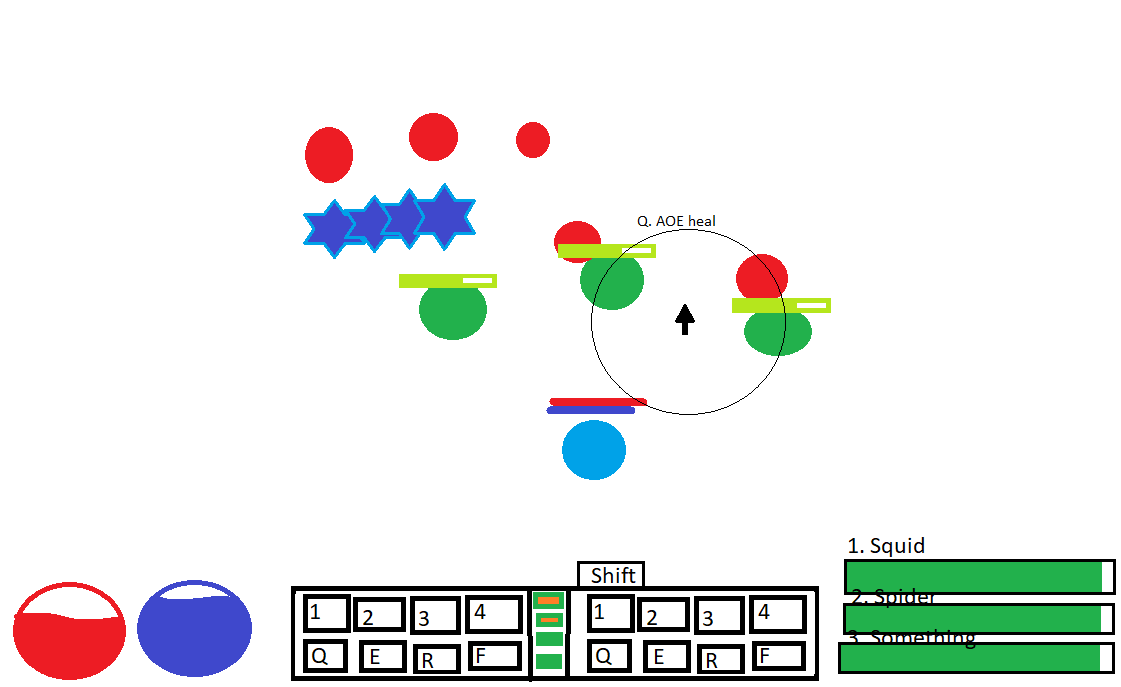 Q. AOE heal
Shift
1 2 3 4
Q E R F
1 2 3 4
Q E R F
1. Squid
2. Spider
3. Something